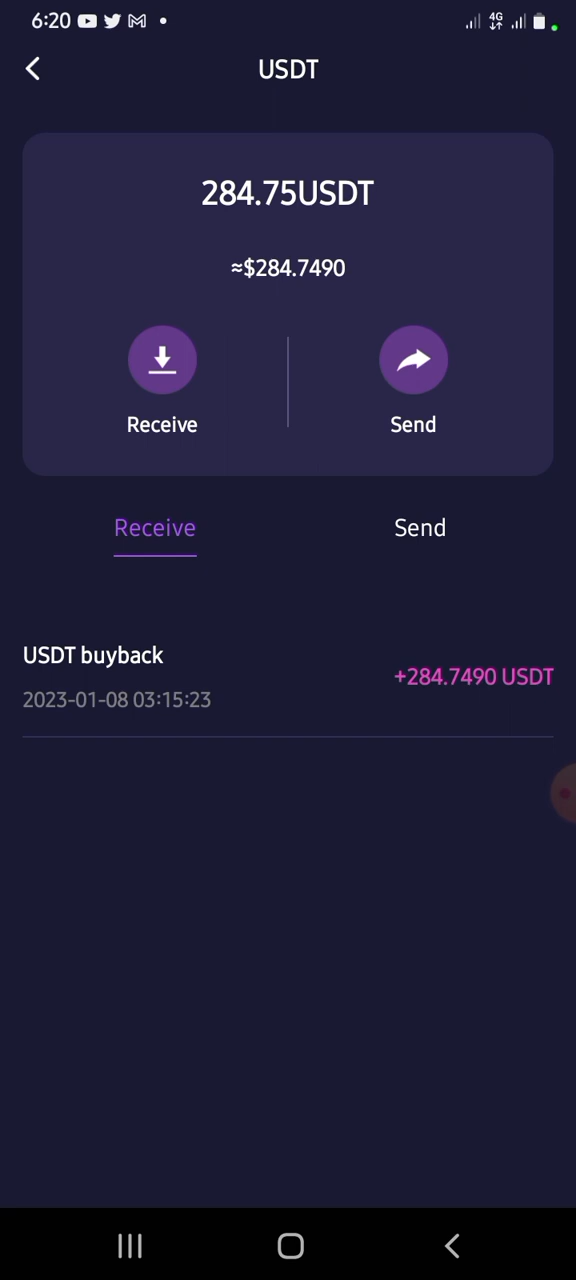 6:20
4G
USDT
284.75USDT
≈$284.7490
Receive
Send
Receive
Send
USDT buyback
+284.7490 USDT
2023-01-08 03:15:23